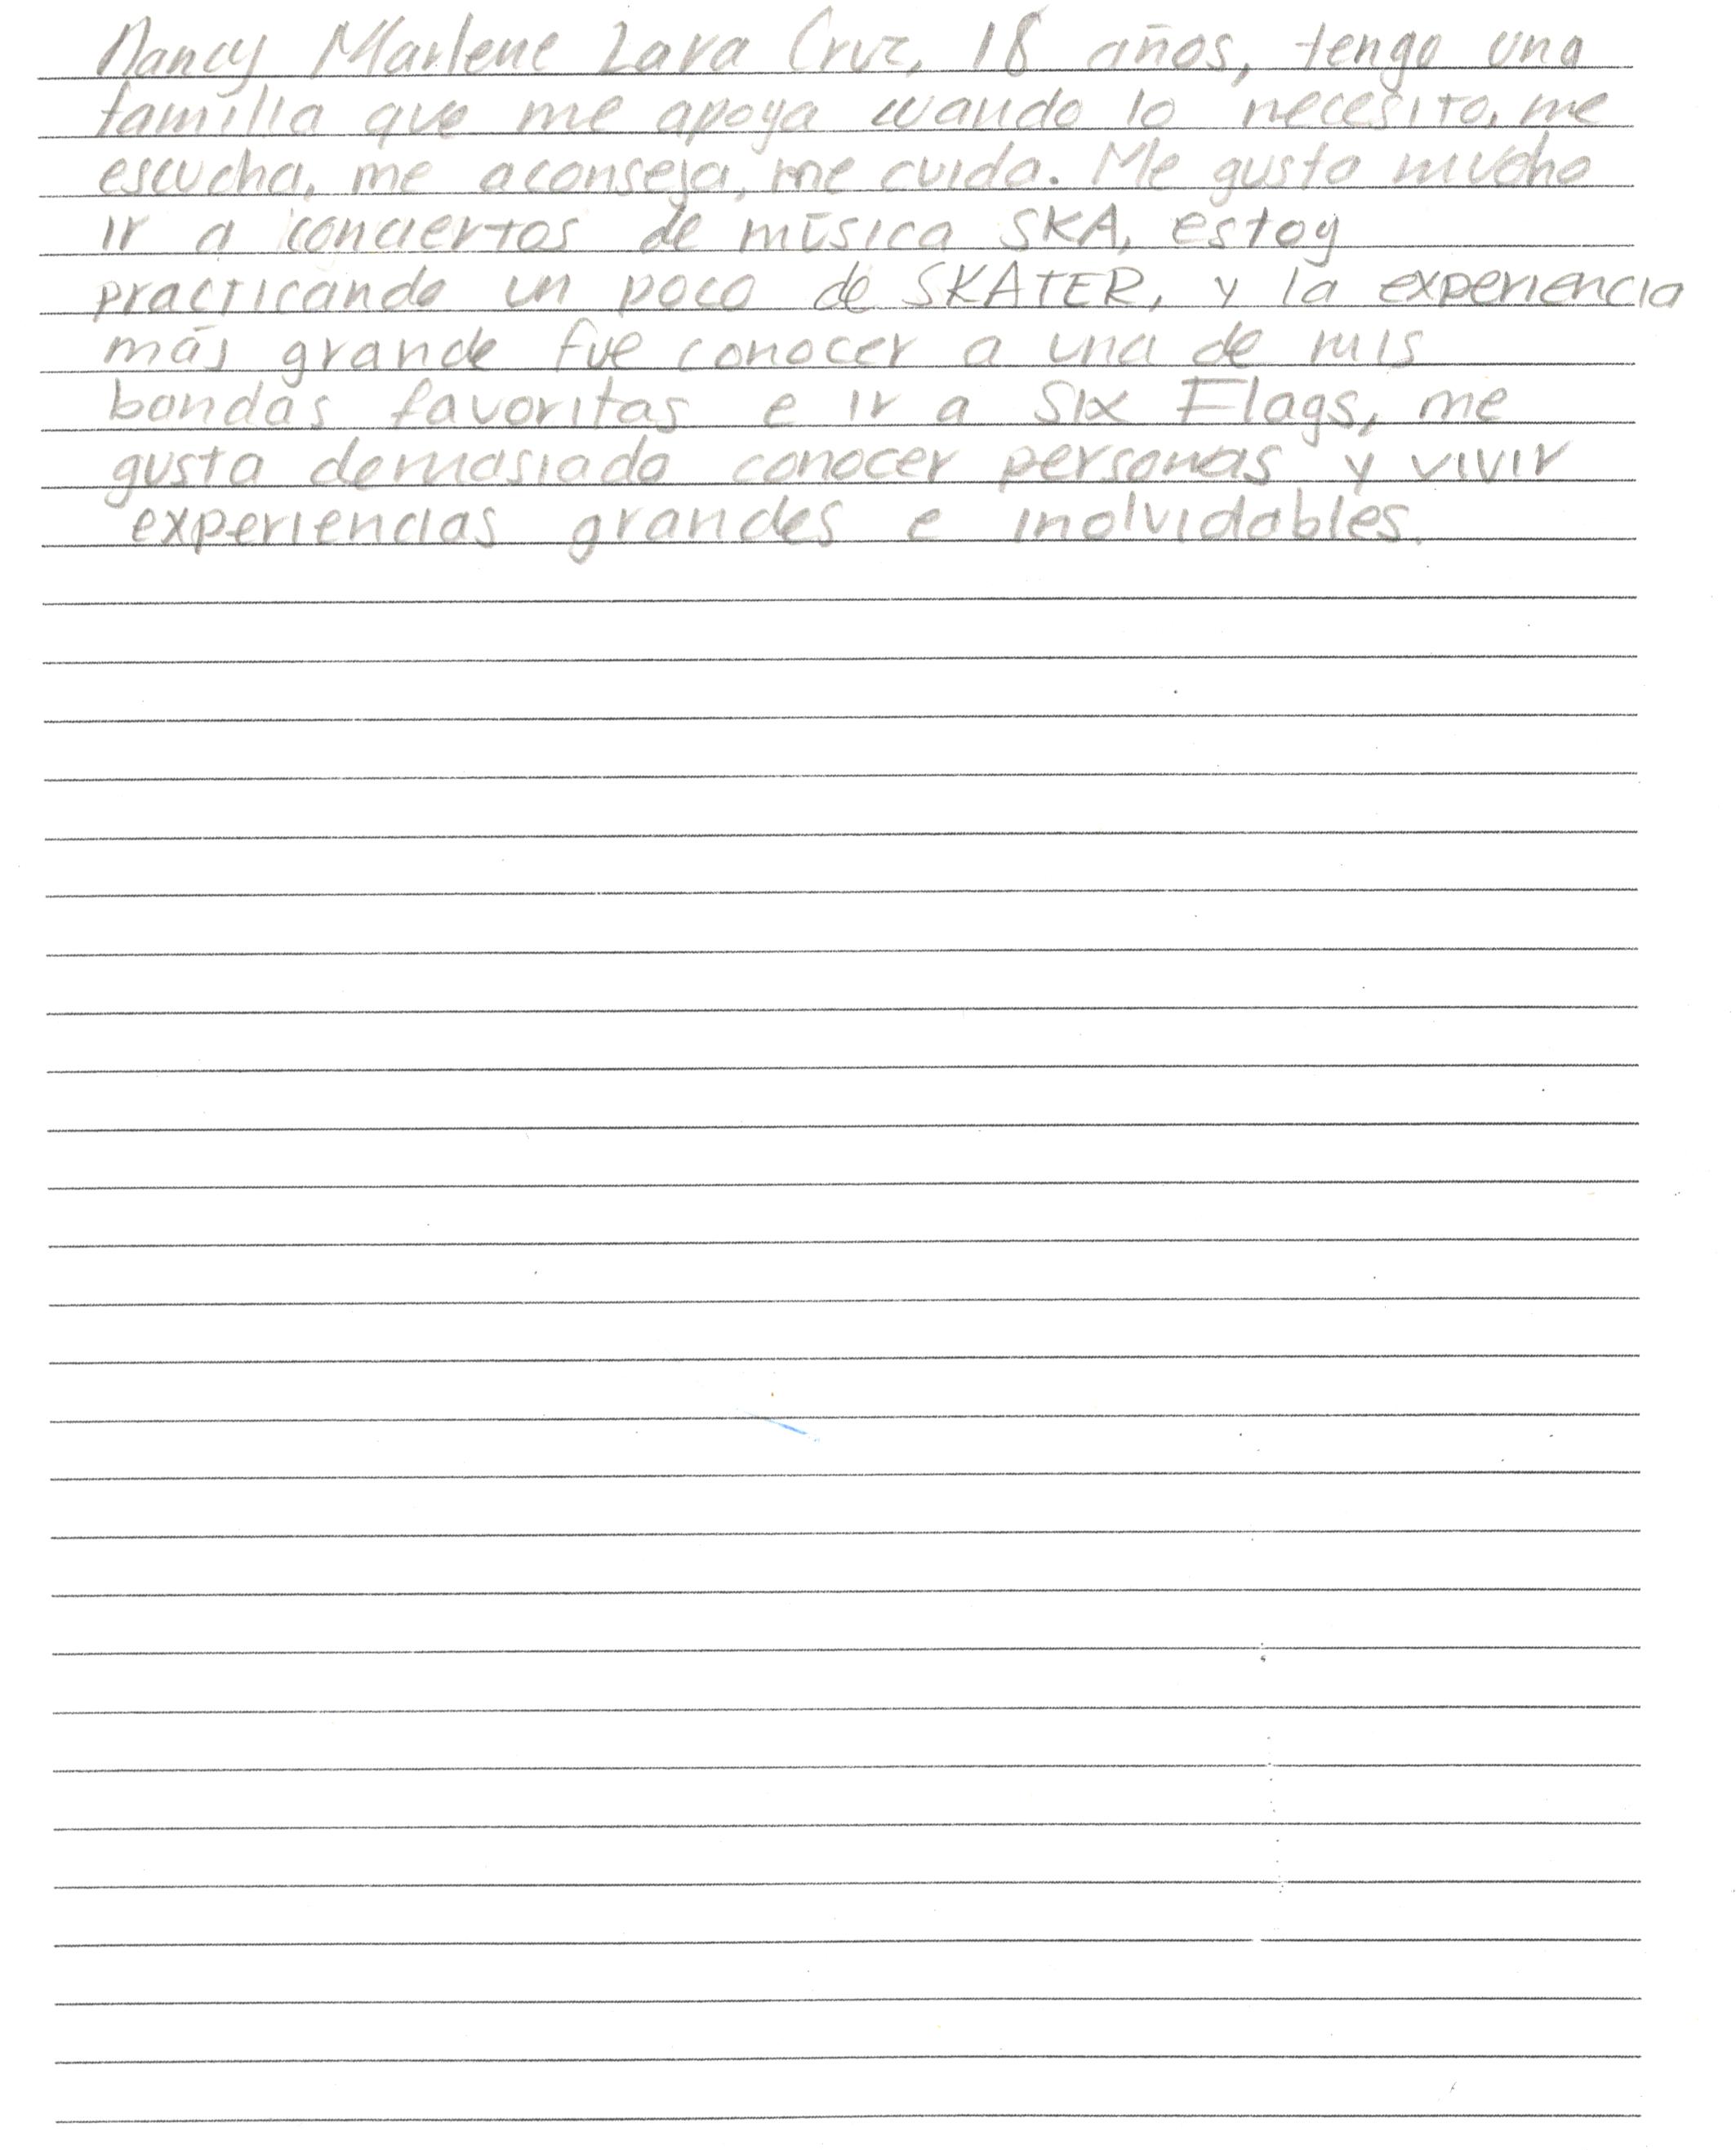 Nancy Marlene Lara Cruz, 18 años, tengo una
familia que me apoya cuando lo necesito, me
escucha, me aconseja, me cuida. Me gusta mucho
ir a conciertos de música SKA, estoy
practicando un poco de SKATER, y la experiencia
más grande fue conocer a una de mis
bandas favoritas e ir a Six Flags, me
gusta demasiado conocer personas y vivir
experiencias grandes e inolvidables.